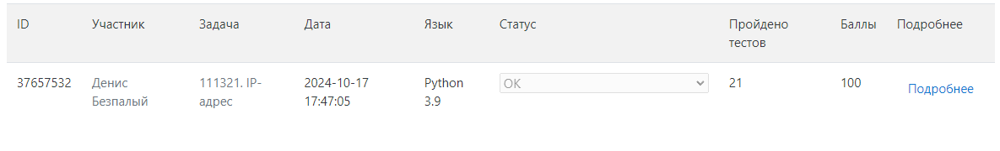 ID Участник Задача Дата Язык Статус Пройдено тестов Баллы Подробнее
37657532 Денис Безпалый 111321. IP-адрес 2024-10-17 17:47:05 Python 3.9 OK 21 100 Подробнее